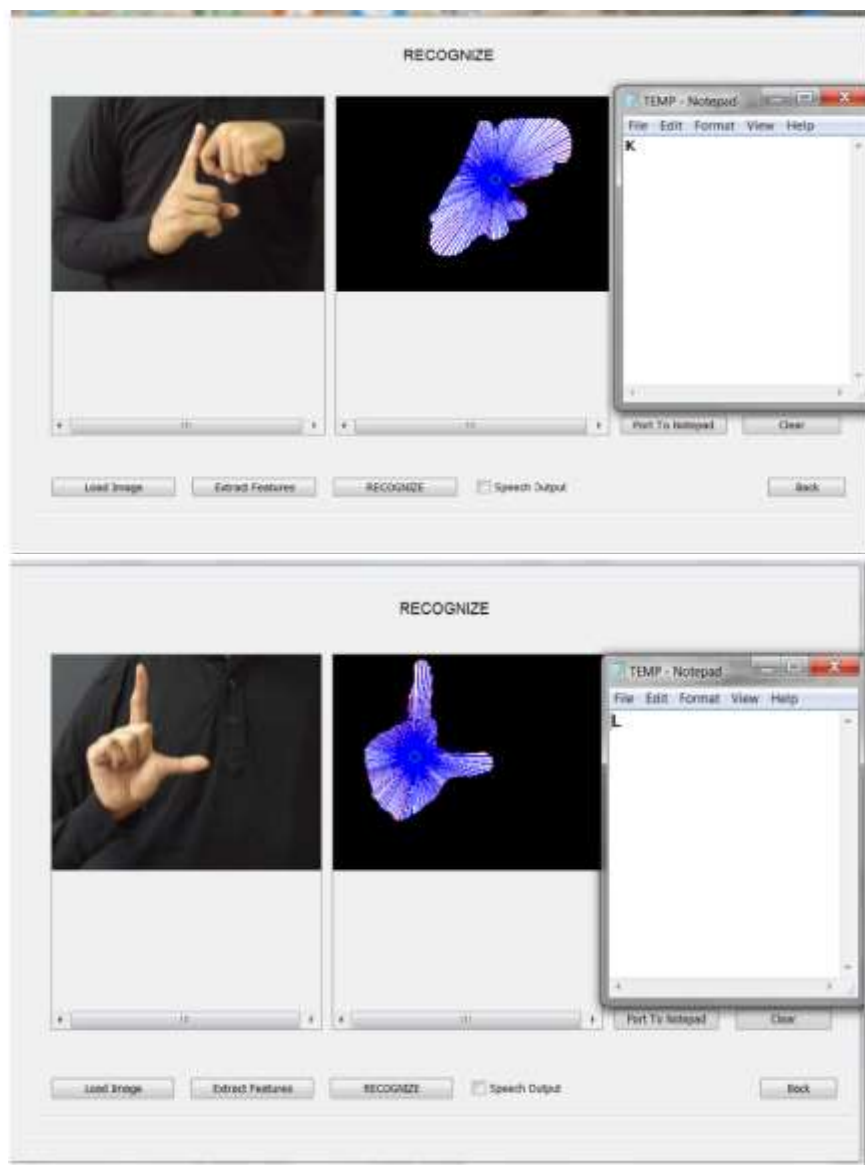 RECOGNIZE
TEMP - Notepad
File Edit Format View Help
K
Port To Notepad Clear
Load Image Extract Features RECOGNIZE Speech Output Back
RECOGNIZE
TEMP - Notepad
File Edit Format View Help
L
Port To Notepad Clear
Load Image Extract Features RECOGNIZE Speech Output Back